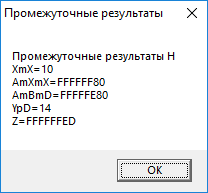 Промежуточные результаты
Промежуточные результаты H
XmX=10
AmXmX=FFFFFF80
AmBmD=FFFFFE80
YpD=14
Z=FFFFFFED
OK